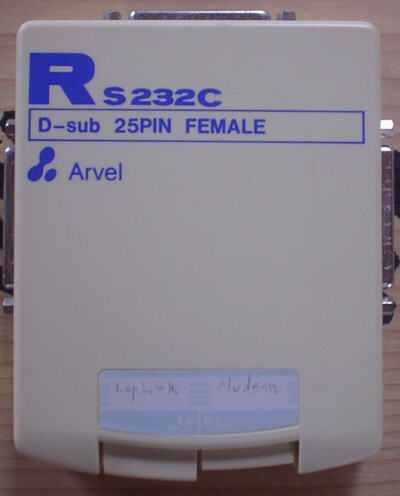 RS232C
D-sub 25PIN FEMALE
Arvel
LapLink Modem